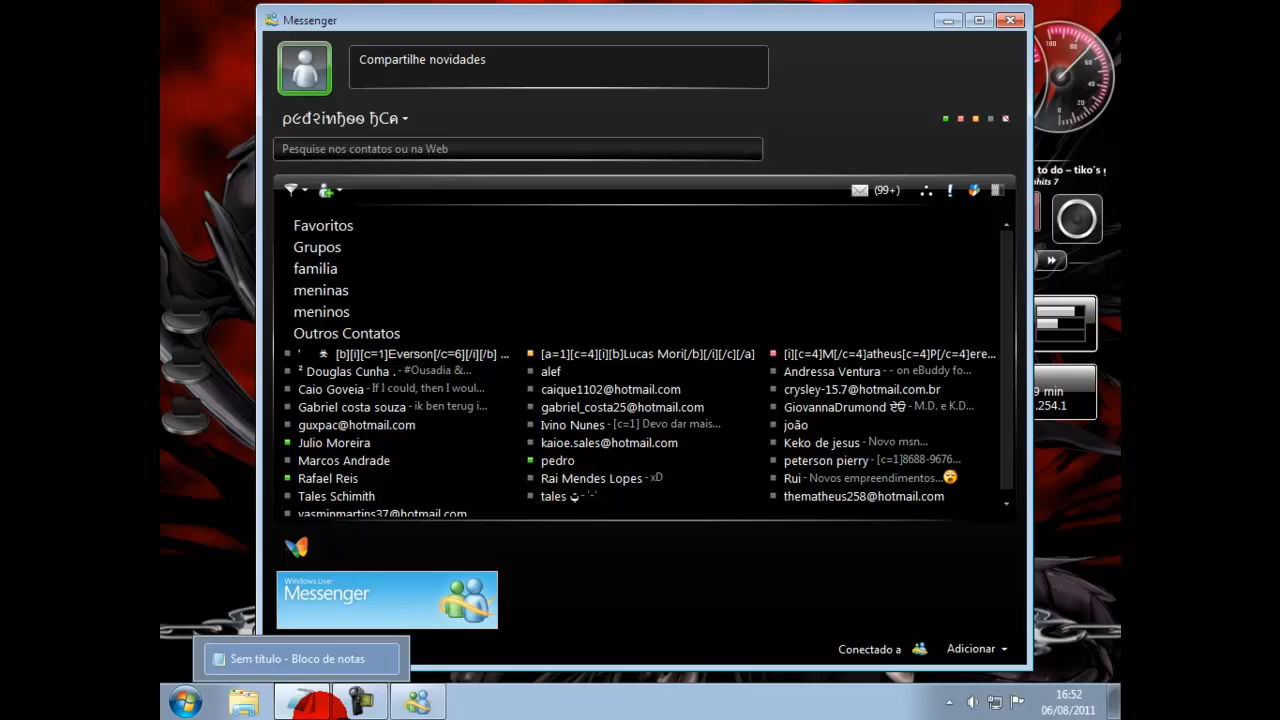 Messenger
Compartilhe novidades
Pesquise nos contatos ou na Web
(99+)
Favoritos
Grupos
familia
meninas
meninos
Outros Contatos
[b][i][c=1]Everson[/c=6][/i][/b] ... [a=1][c=4][i][b]Lucas Mori[/b][/i][/c][/a] [i][c=4]M[/c=4]atheus[c=4]P[/c=4]ere...
² Douglas Cunha . - #Ousadia &... alef Andressa Ventura - - on eBuddy fo...
Caio Goveia - If I could, then I woul... caique1102@hotmail.com crysley-15.7@hotmail.com.br
Gabriel costa souza - ik ben terug i... gabriel_costa25@hotmail.com GiovannaDrumond - M.D. e K.D...
guxpac@hotmail.com Ivino Nunes - [c=1] Devo dar mais... joão
Julio Moreira kaioe.sales@hotmail.com Keko de jesus - Novo msn...
Marcos Andrade pedro peterson pierry - [c=1]8688-9676...
Rafael Reis Rai Mendes Lopes - xD Rui - Novos empreendimentos...
Tales Schimith tales - '-' thematheus258@hotmail.com
yasminmartins37@hotmail.com
Windows Live
Messenger
Conectado a Adicionar
Sem título - Bloco de notas
16:52
06/08/2011
100
80
60
40
20
0
to do – tiko's
hits 7
9 min
.254.1